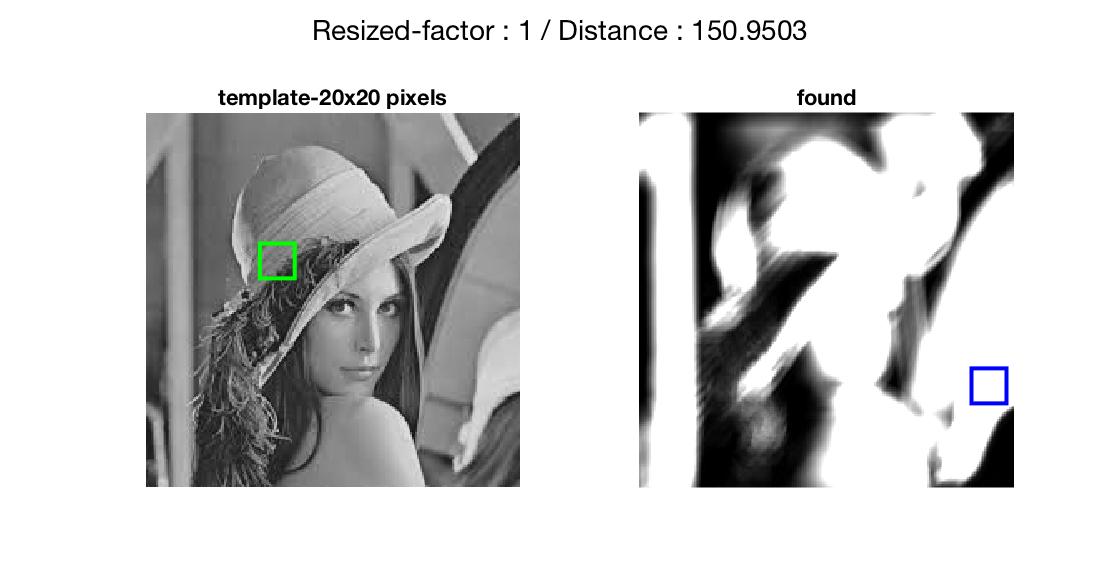 Resized-factor : 1 / Distance : 150.9503
template-20x20 pixels
found